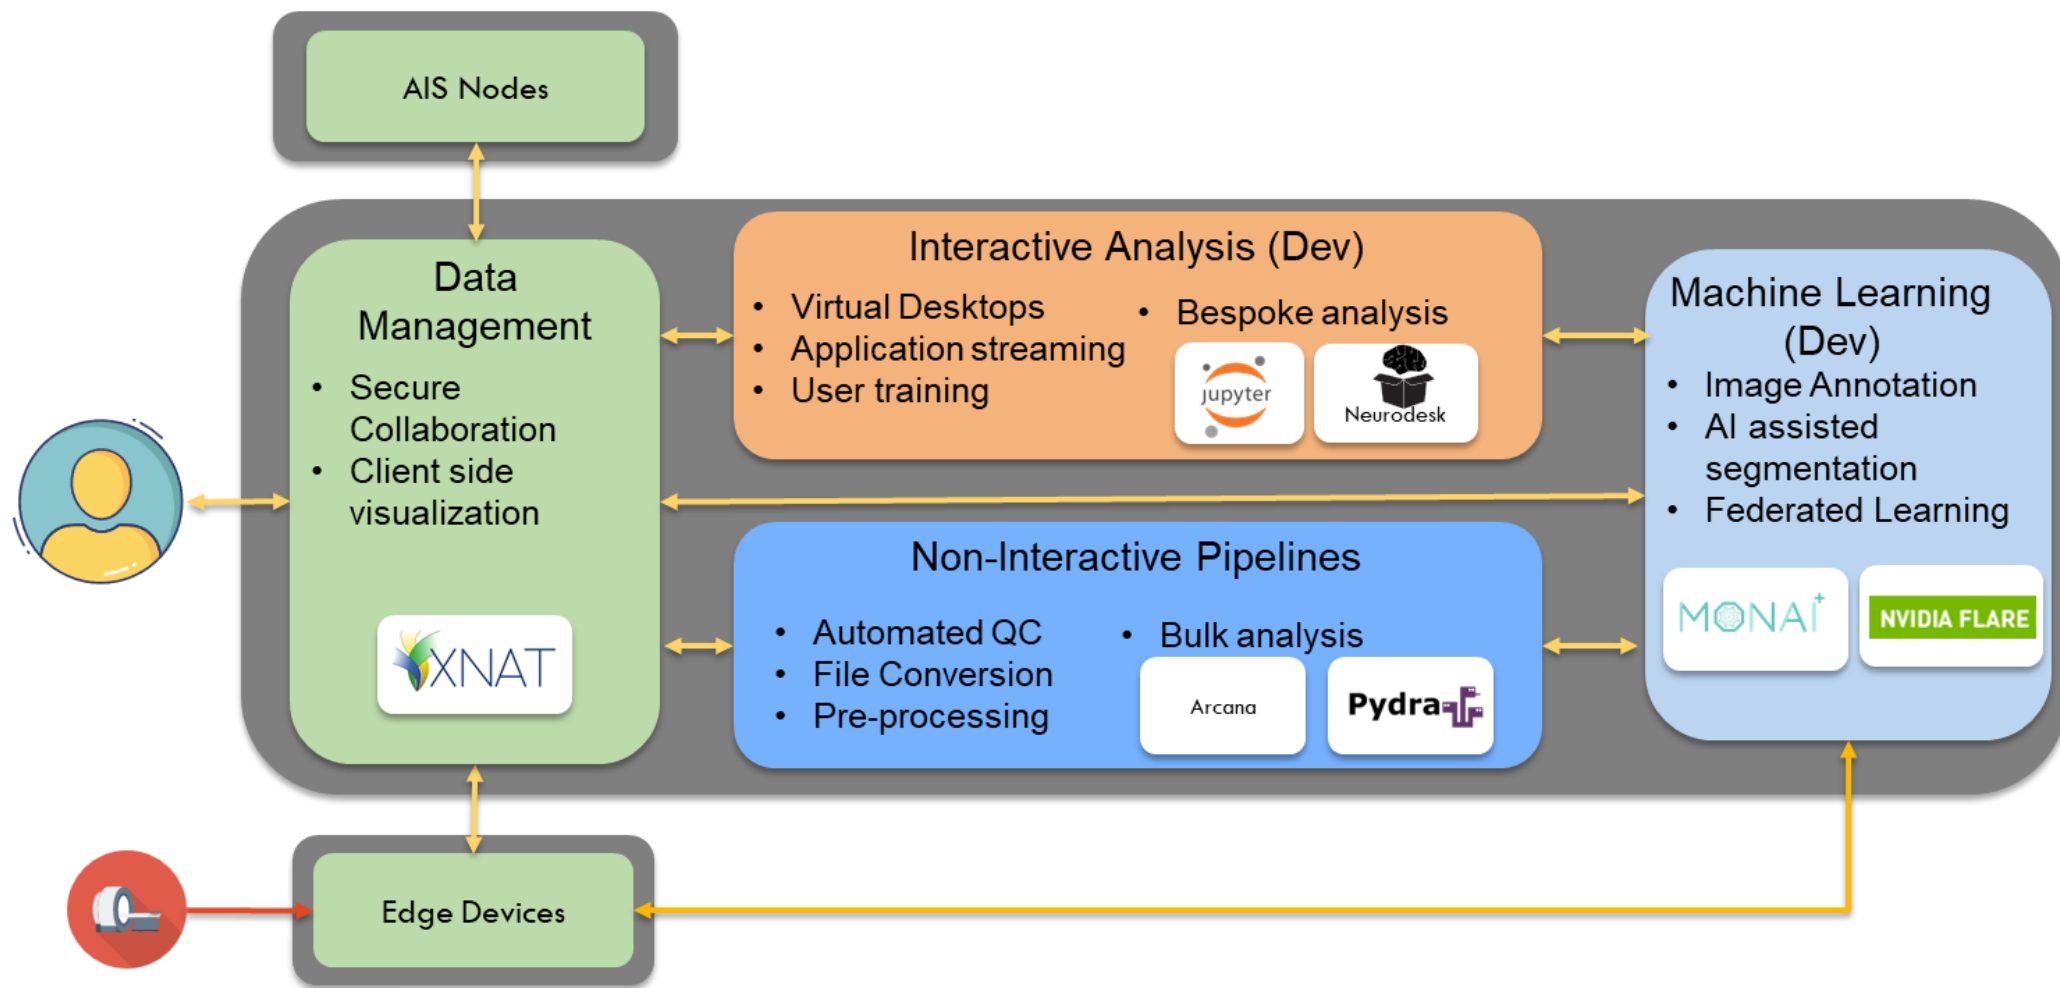 AIS Nodes
Data
Management
• Secure
Collaboration
• Client side
visualization
XNAT
Interactive Analysis (Dev)
• Virtual Desktops
• Application streaming
• User training
• Bespoke analysis
jupyter
Neurodesk
Non-Interactive Pipelines
• Automated QC
• File Conversion
• Pre-processing
• Bulk analysis
Arcana
Pydra
Machine Learning
(Dev)
• Image Annotation
• AI assisted
segmentation
• Federated Learning
MONAI+
NVIDIA FLARE
Edge Devices